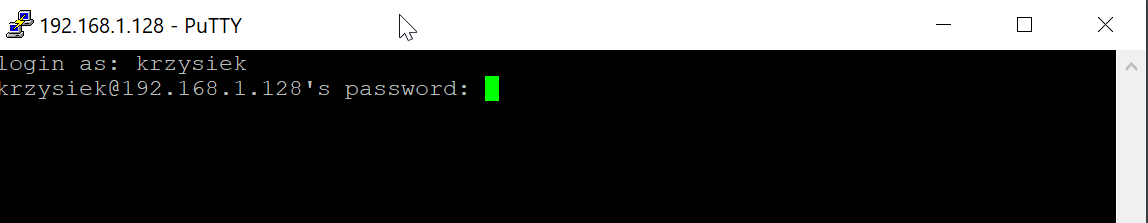 192.168.1.128 - PuTTY
login as: krzysiek
krzysiek@192.168.1.128's password: